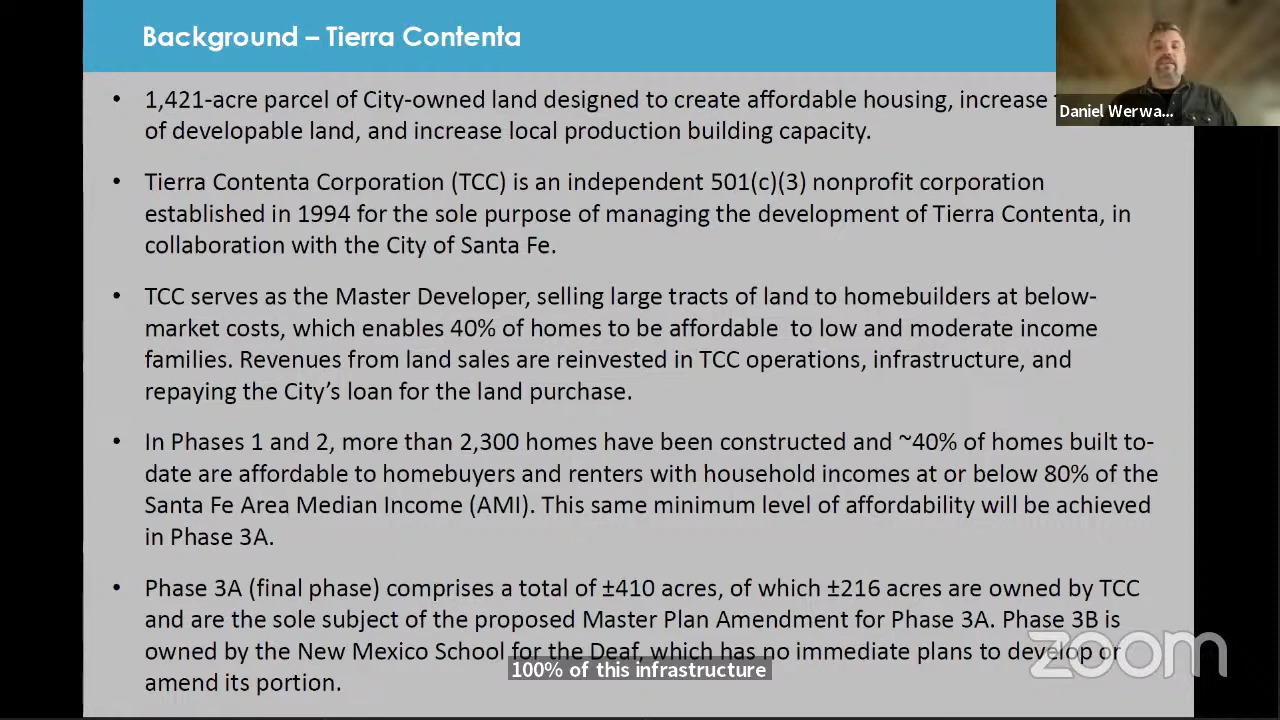 Background – Tierra Contenta
• 1,421-acre parcel of City-owned land designed to create affordable housing, increase
of developable land, and increase local production building capacity.
• Tierra Contenta Corporation (TCC) is an independent 501(c)(3) nonprofit corporation
established in 1994 for the sole purpose of managing the development of Tierra Contenta, in
collaboration with the City of Santa Fe.
• TCC serves as the Master Developer, selling large tracts of land to homebuilders at below-
market costs, which enables 40% of homes to be affordable to low and moderate income
families. Revenues from land sales are reinvested in TCC operations, infrastructure, and
repaying the City's loan for the land purchase.
• In Phases 1 and 2, more than 2,300 homes have been constructed and ~40% of homes built to-
date are affordable to homebuyers and renters with household incomes at or below 80% of the
Santa Fe Area Median Income (AMI). This same minimum level of affordability will be achieved
in Phase 3A.
• Phase 3A (final phase) comprises a total of ±410 acres, of which ±216 acres are owned by TCC
and are the sole subject of the proposed Master Plan Amendment for Phase 3A. Phase 3B is
owned by the New Mexico School for the Deaf, which has no immediate plans to develop or
amend its portion.
Daniel Werwa...
100% of this infrastructure
zoom